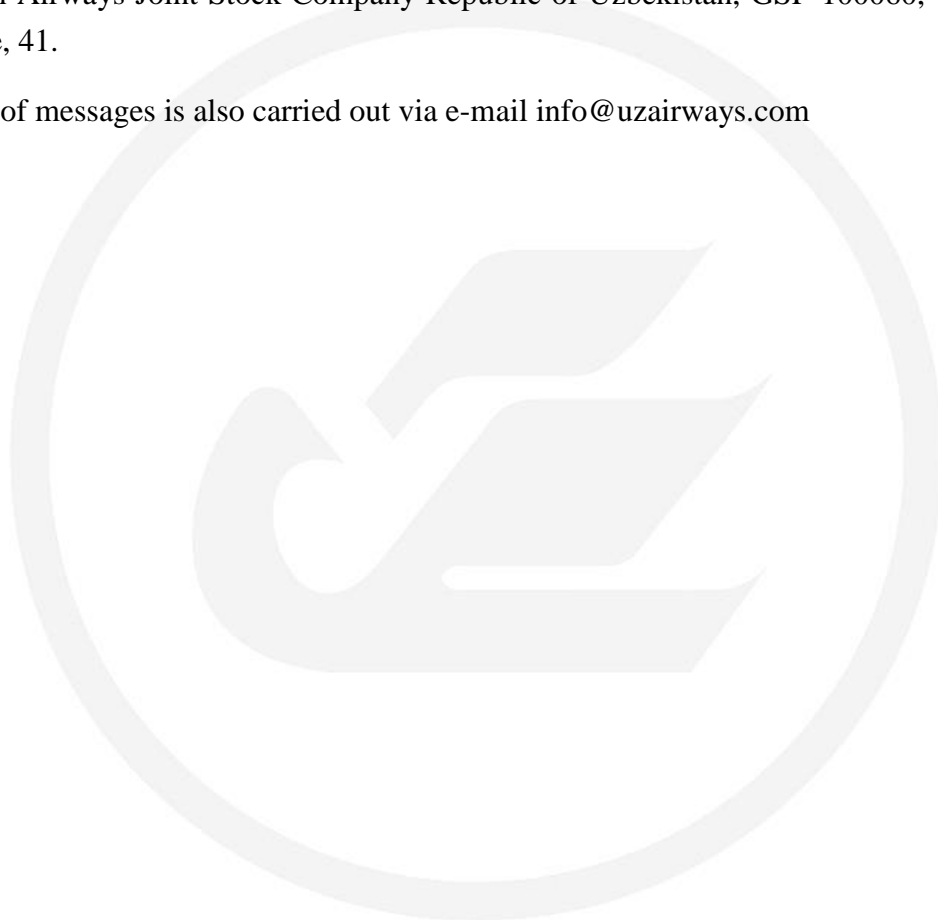 Airways Joint Stock Company Republic of Uzbekistan, GSP 100060,
, 41.
of messages is also carried out via e-mail info@uzairways.com